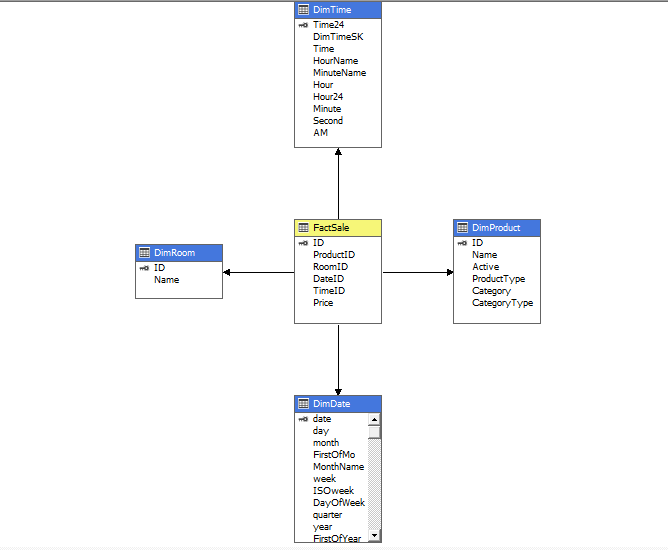 DimTime
Time24
DimTimeSK
Time
HourName
MinuteName
Hour
Hour24
Minute
Second
AM
FactSale
ID
ProductID
RoomID
DateID
TimeID
Price
DimProduct
ID
Name
Active
ProductType
Category
CategoryType
DimRoom
ID
Name
DimDate
date
day
month
FirstOfMo
MonthName
week
ISOweek
DayOfWeek
quarter
year
FirstOfYear